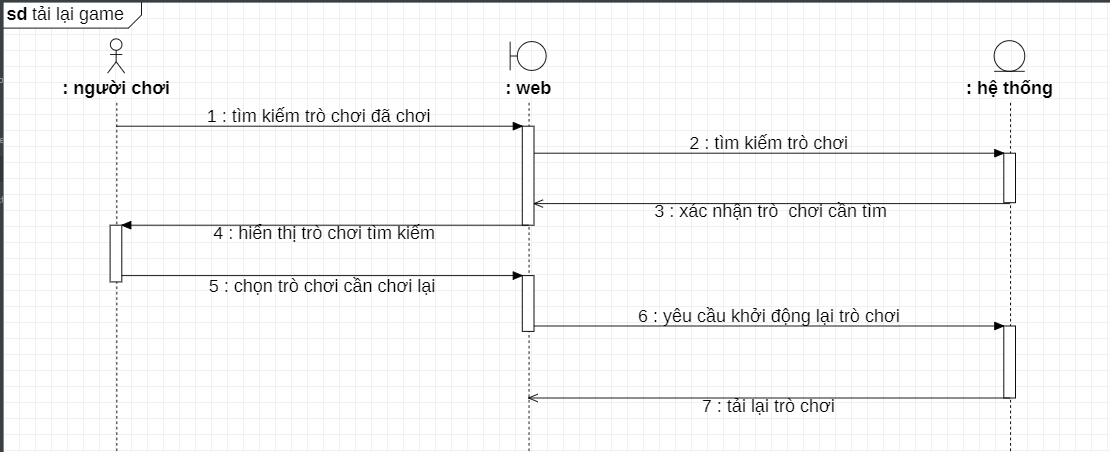 sd tải lại game
: người chơi
: web
: hệ thống
1 : tìm kiếm trò chơi đã chơi
2 : tìm kiếm trò chơi
3 : xác nhận trò  chơi cần tìm
4 : hiển thị trò chơi tìm kiếm
5 : chọn trò chơi cần chơi lại
6 : yêu cầu khởi động lại trò chơi
7 : tải lại trò chơi